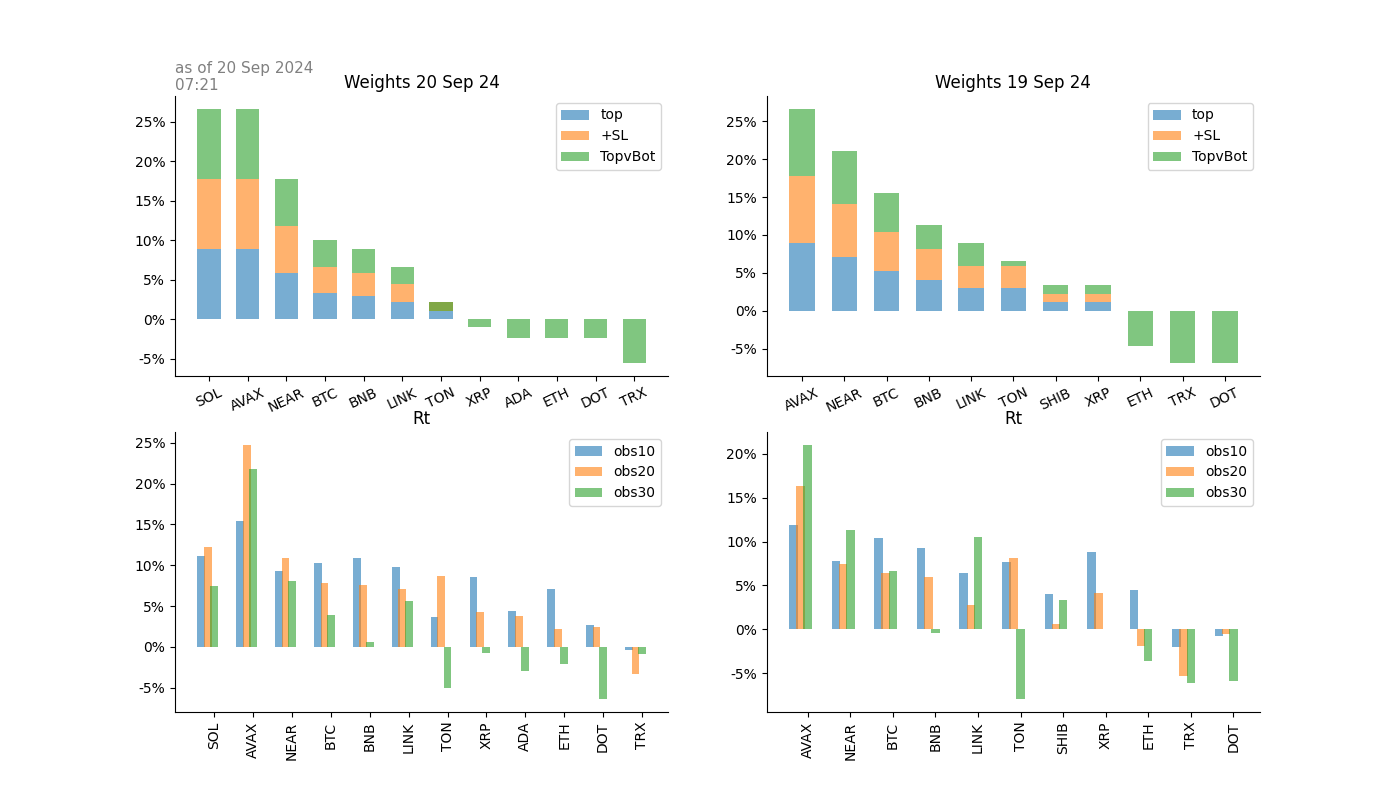 as of 20 Sep 2024
07:21
Weights 20 Sep 24
25%
20%
15%
10%
5%
0%
-5%
top
+SL
TopvBot
SOL AVAX NEAR BTC BNB LINK TON XRP ADA ETH DOT TRX
Weights 19 Sep 24
25%
20%
15%
10%
5%
0%
-5%
top
+SL
TopvBot
AVAX NEAR BTC BNB LINK TON SHIB XRP ETH TRX DOT
Rt
25%
20%
15%
10%
5%
0%
-5%
obs10
obs20
obs30
SOL AVAX NEAR BTC BNB LINK TON XRP ADA ETH DOT TRX
Rt
20%
15%
10%
5%
0%
-5%
obs10
obs20
obs30
AVAX NEAR BTC BNB LINK TON SHIB XRP ETH TRX DOT